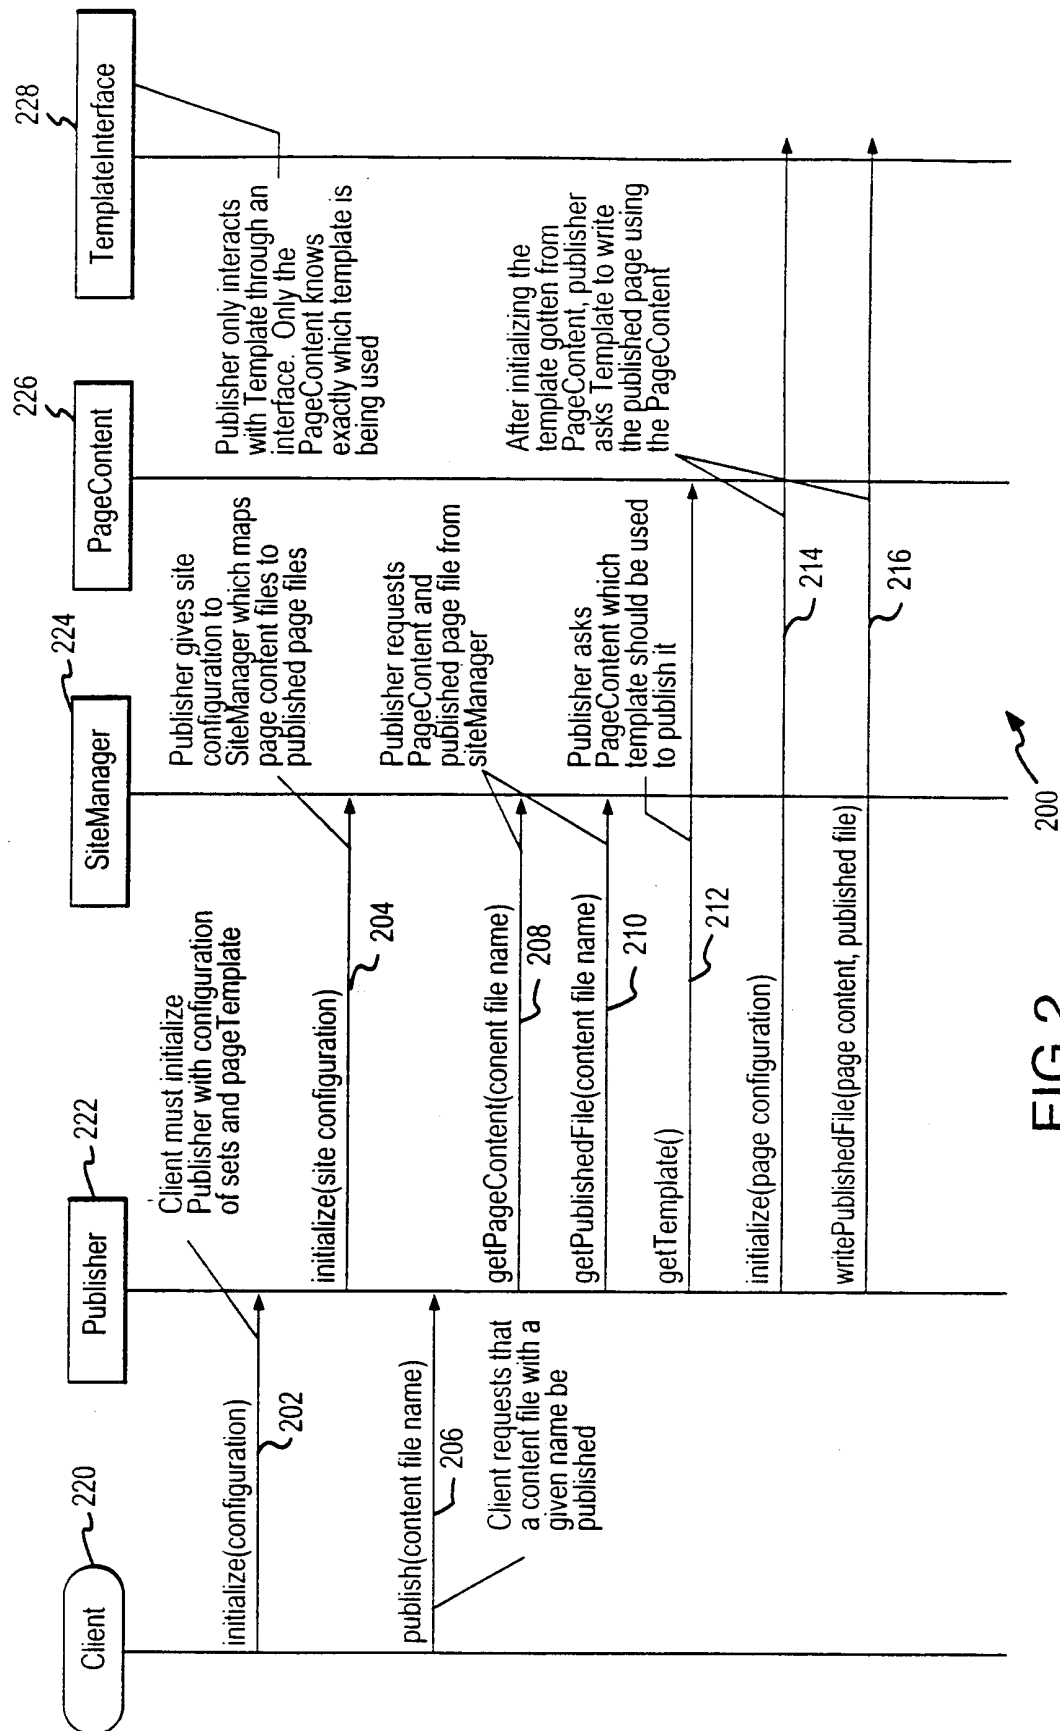 Client
220
Publisher
222
SiteManager
224
PageContent
226
TemplateInterface
228
initialize(configuration)
202
Client must initialize
Publisher with configuration
of sets and pageTemplate
initialize(site configuration)
204
Publisher gives site
configuration to
SiteManager which maps
page content files to
published page files
Publisher only interacts
with Template through an
interface. Only the
PageContent knows
exactly which template is
being used
publish(content file name)
206
Client requests that
a content file with a
given name be
published
getPageContent(conent file name)
208
Publisher requests
PageContent and
published page file from
siteManager
getPublishedFile(content file name)
210
getTemplate()
212
Publisher asks
PageContent which
template should be used
to publish it
After initializing the
template gotten from
PageContent, publisher
asks Template to write
the published page using
the PageContent
initialize(page configuration)
214
writePublishedFile(page content, published file)
216
200
FIG.2